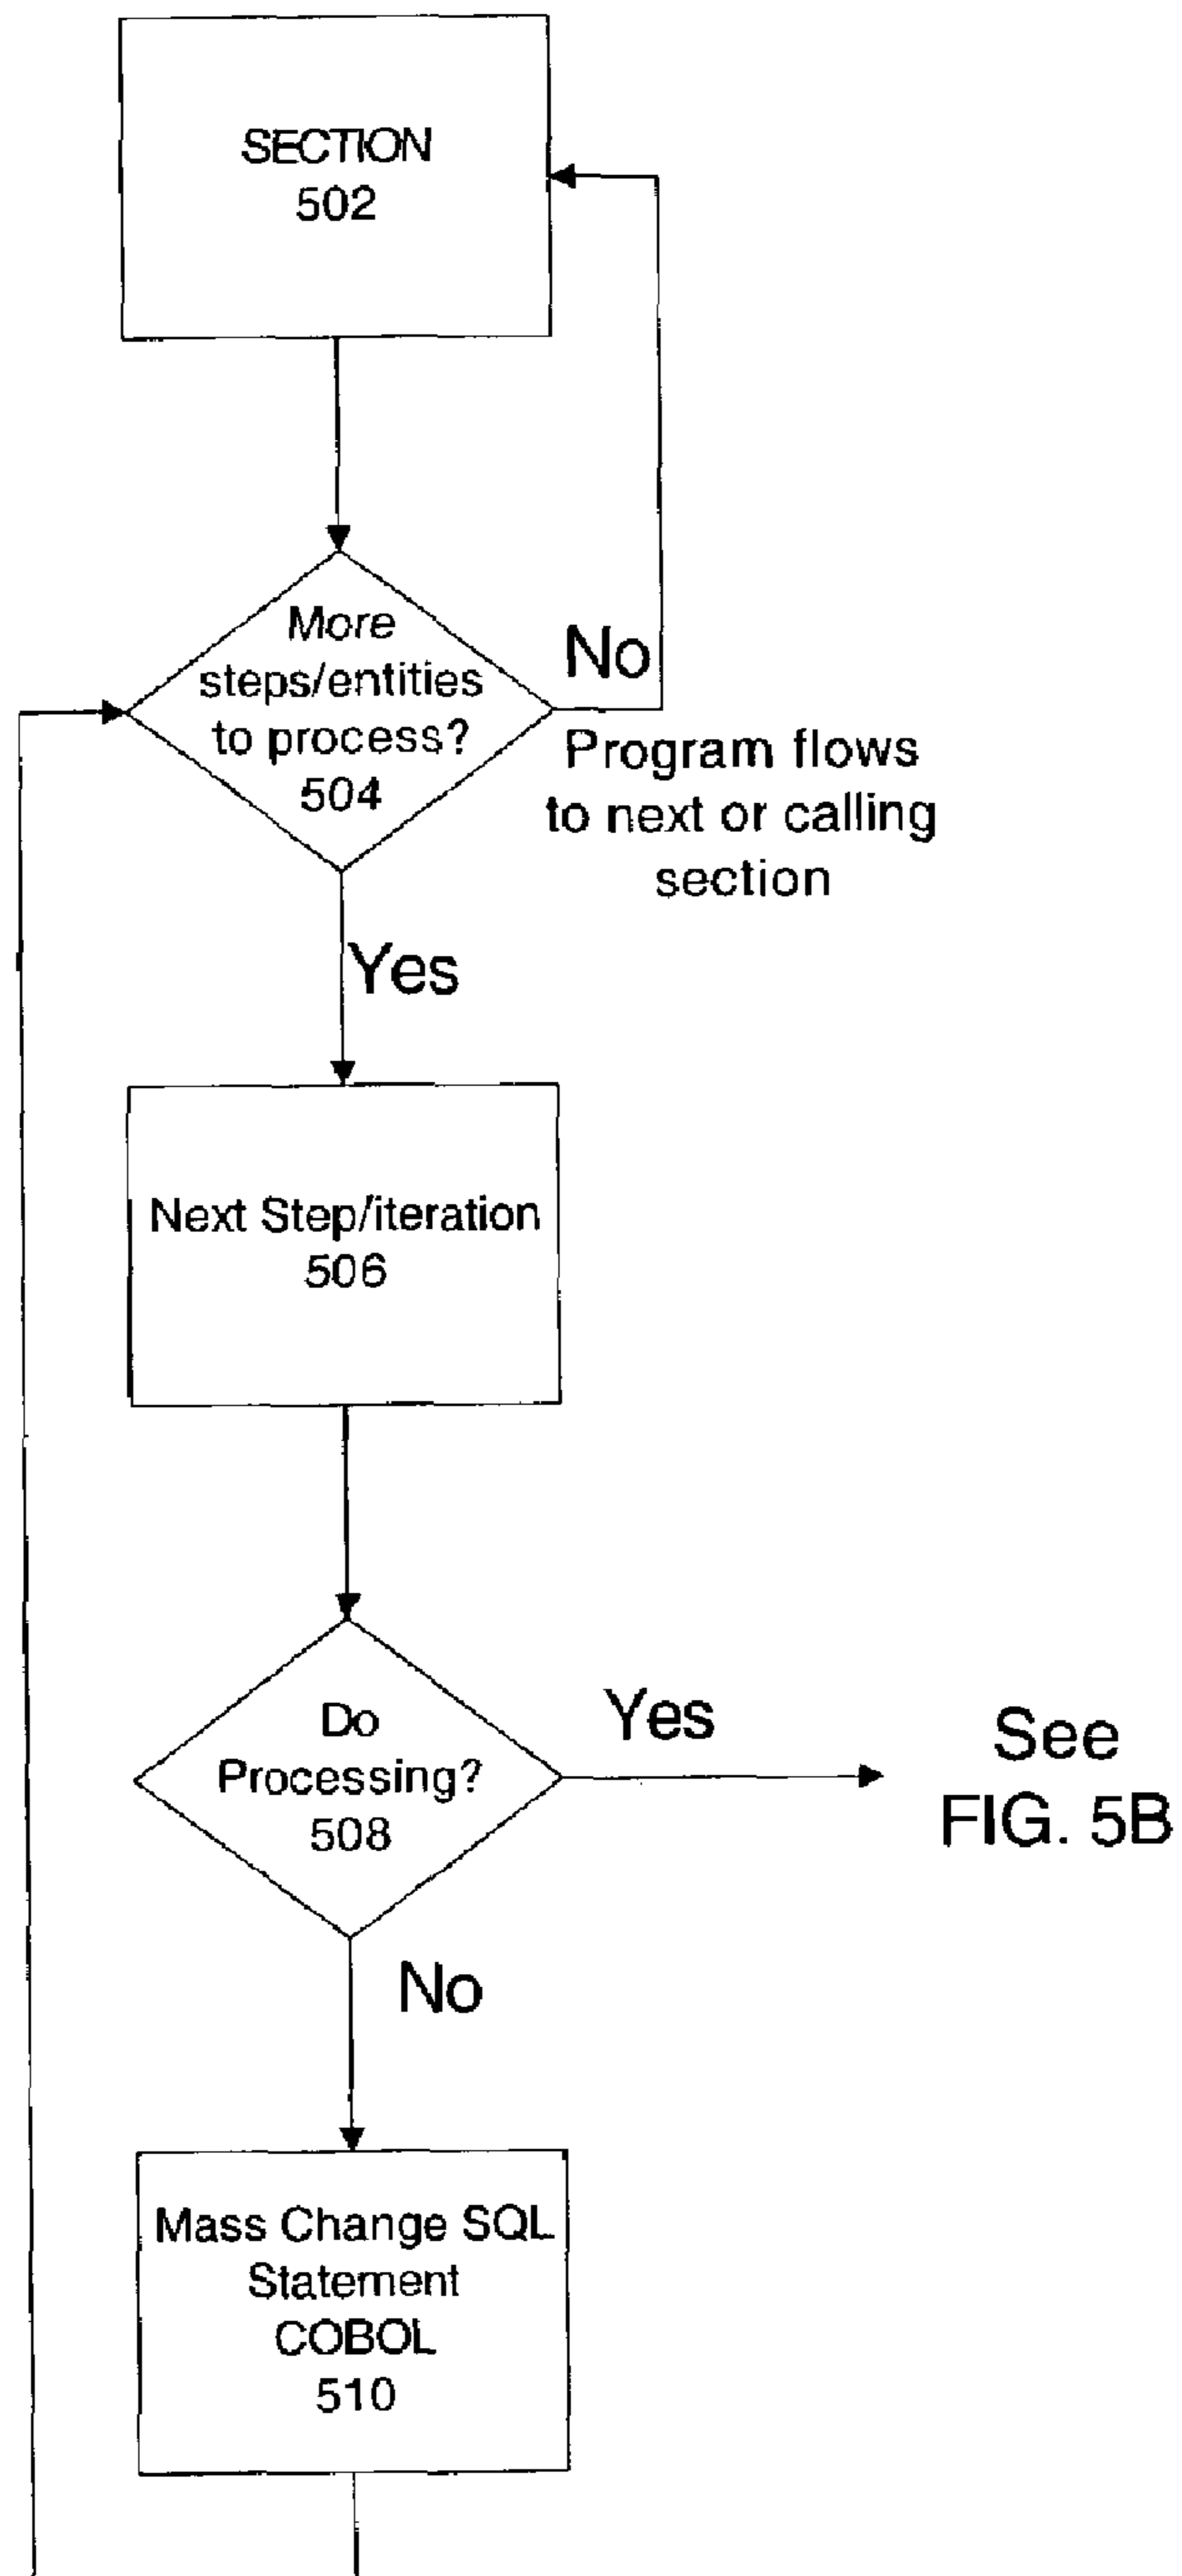 SECTION
502
More
steps/entities
to process?
504
No
Program flows
to next or calling
section
Yes
Next Step/iteration
506
Do
Processing?
508
Yes
See
FIG. 5B
No
Mass Change SQL
Statement
COBOL
510